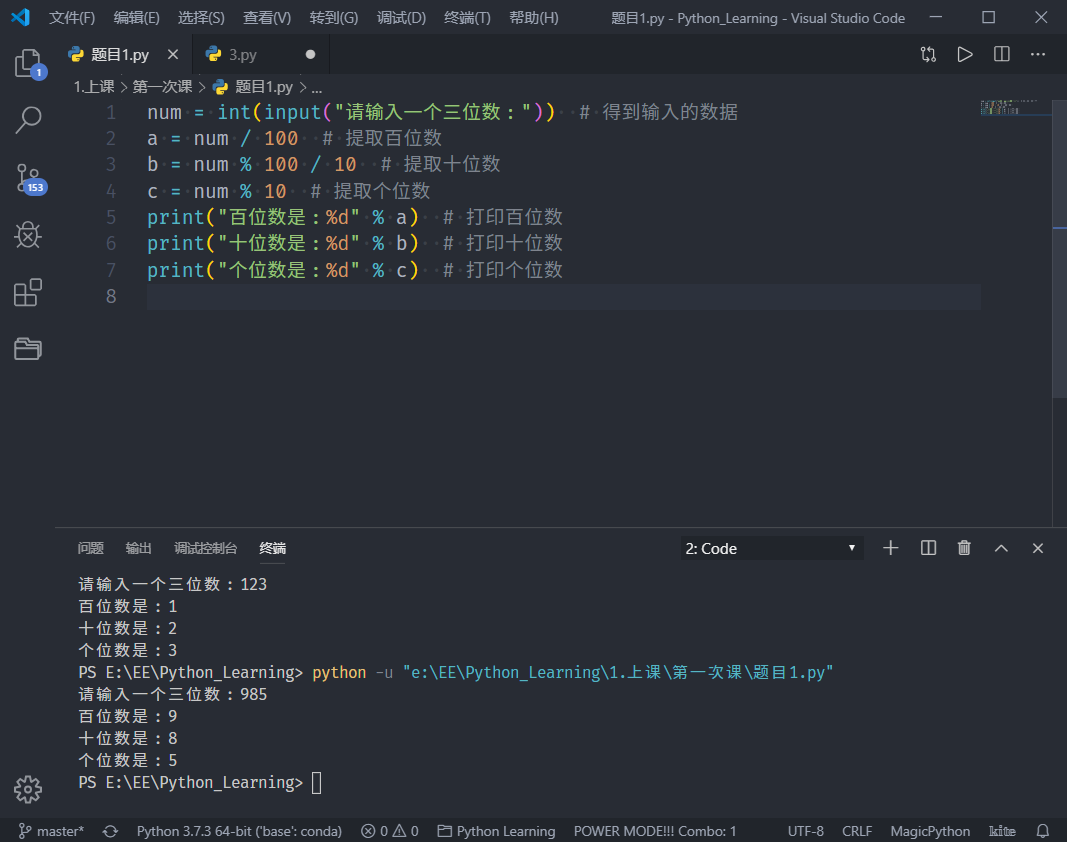 文件(F) 编辑(E) 选择(S) 查看(V) 转到(G) 调试(D) 终端(T) 帮助(H) 题目1.py - Python_Learning - Visual Studio Code
题目1.py 3.py
1.上课 > 第一次课 > 题目1.py > ...
1 num = int(input("请输入一个三位数："))  # 得到输入的数据
2 a = num / 100  # 提取百位数
3 b = num % 100 / 10  # 提取十位数
4 c = num % 10  # 提取个位数
5 print("百位数是：%d" % a)  # 打印百位数
6 print("十位数是：%d" % b)  # 打印十位数
7 print("个位数是：%d" % c)  # 打印个位数
8
1
153
问题 输出 调试控制台 终端 2: Code
请输入一个三位数：123
百位数是：1
十位数是：2
个位数是：3
PS E:\EE\Python_Learning> python -u "e:\EE\Python_Learning\1.上课\第一次课\题目1.py"
请输入一个三位数：985
百位数是：9
十位数是：8
个位数是：5
PS E:\EE\Python_Learning>
master* Python 3.7.3 64-bit ('base': conda) 0 0 Python Learning POWER MODE!!! Combo: 1 UTF-8 CRLF MagicPython kite